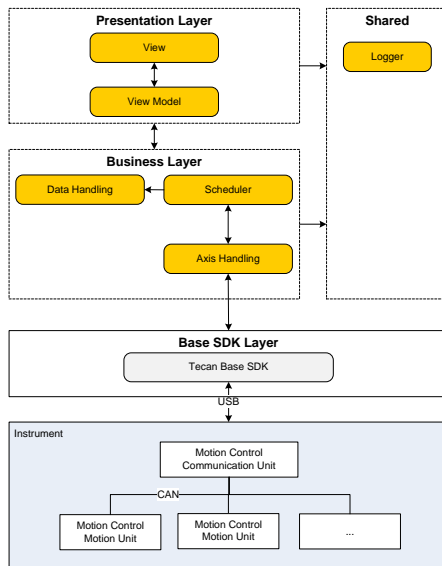 Presentation Layer
View
View Model
Shared
Logger
Business Layer
Data Handling
Scheduler
Axis Handling
Base SDK Layer
Tecan Base SDK
USB
Instrument
Motion Control
Communication Unit
CAN
Motion Control
Motion Unit
Motion Control
Motion Unit
...